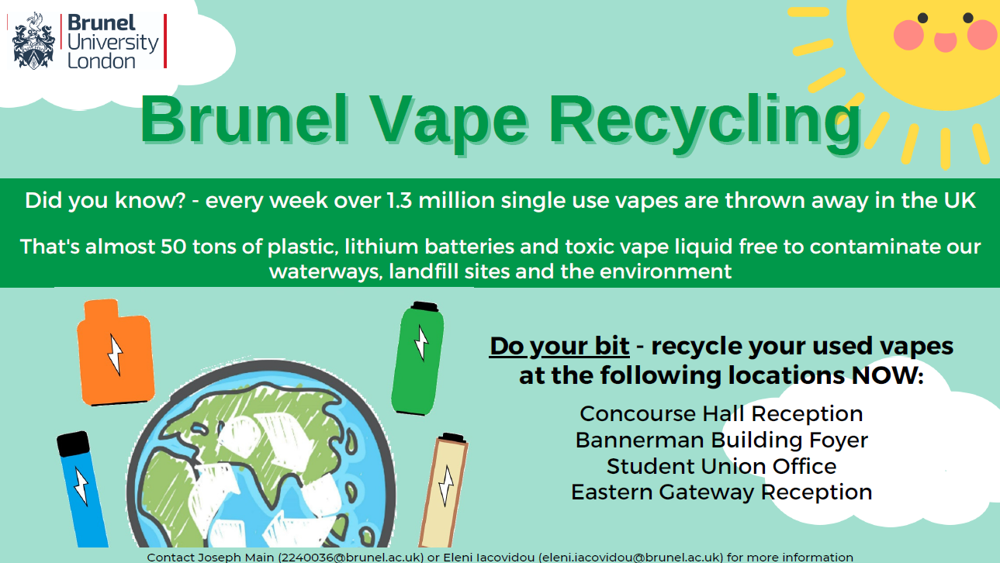 Brunel
University
London
Brunel Vape Recycling
Did you know? - every week over 1.3 million single use vapes are thrown away in the UK
That's almost 50 tons of plastic, lithium batteries and toxic vape liquid free to contaminate our
waterways, landfill sites and the environment
Do your bit - recycle your used vapes
at the following locations NOW:
Concourse Hall Reception
Bannerman Building Foyer
Student Union Office
Eastern Gateway Reception
Contact Joseph Main (2240036@brunel.ac.uk) or Eleni Iacovidou (eleni.iacovidou@brunel.ac.uk) for more information